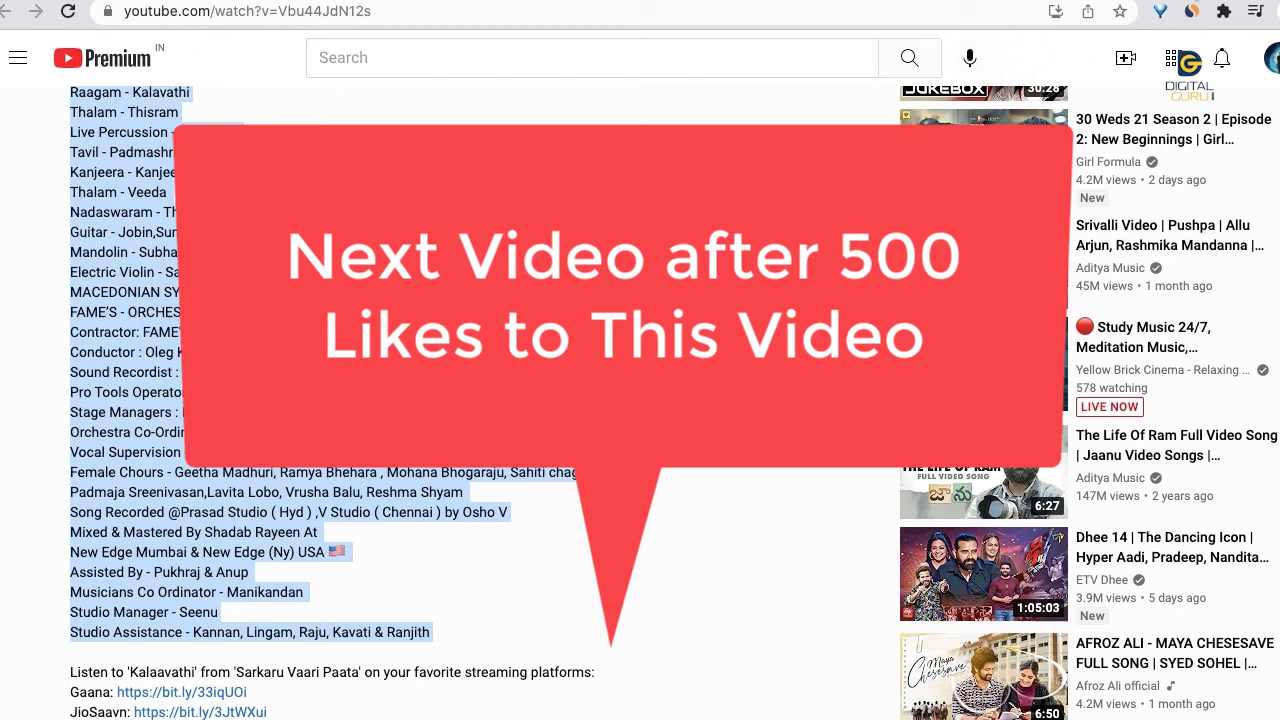 youtube.com/watch?v=Vbu44JdN12s
Premium
IN
Search
DIGITAL
GURU
Raagam - Kalavathi
Thalam - Thisram
Live Percussion -
Tavil - Padmashr
Kanjeera - Kanjee
Thalam - Veeda
Nadaswaram - Th
Guitar - Jobin,Sur
Mandolin - Subha
Electric Violin - Sa
MACEDONIAN SY
FAME'S - ORCHES
Contractor: FAME'
Conductor : Oleg K
Sound Recordist :
Pro Tools Operato
Stage Managers :
Orchestra Co-Ordin
Vocal Supervision -
Female Chours - Geetha Madhuri, Ramya Bhehara , Mohana Bhogaraju, Sahiti chag
Padmaja Sreenivasan,Lavita Lobo, Vrusha Balu, Reshma Shyam
Song Recorded @Prasad Studio ( Hyd ) ,V Studio ( Chennai ) by Osho V
Mixed & Mastered By Shadab Rayeen At
New Edge Mumbai & New Edge (Ny) USA 🇺🇸
Assisted By - Pukhraj & Anup
Musicians Co Ordinator - Manikandan
Studio Manager - Seenu
Studio Assistance - Kannan, Lingam, Raju, Kavati & Ranjith
Listen to 'Kalaavathi' from 'Sarkaru Vaari Paata' on your favorite streaming platforms:
Gaana: https://bit.ly/33iqUOi
JioSaavn: https://bit.ly/3JtWXui
Next Video after 500
Likes to This Video
JUKEBOX
30:28
30 Weds 21 Season 2 | Episode
2: New Beginnings | Girl…
Girl Formula
4.2M views • 2 days ago
New
Srivalli Video | Pushpa | Allu
Arjun, Rashmika Mandanna |…
Aditya Music
45M views • 1 month ago
Study Music 24/7,
Meditation Music,…
Yellow Brick Cinema - Relaxing …
578 watching
LIVE NOW
THE LIFE OF RAM
FULL VIDEO SONG
జాను
6:27
The Life Of Ram Full Video Song
| Jaanu Video Songs |…
Aditya Music
147M views • 2 years ago
1:05:03
Dhee 14 | The Dancing Icon |
Hyper Aadi, Pradeep, Nandita…
ETV Dhee
3.9M views • 5 days ago
New
Maya
Chesesave
6:50
AFROZ ALI - MAYA CHESESAVE
FULL SONG | SYED SOHEL |…
Afroz Ali official
4.2M views • 1 month ago